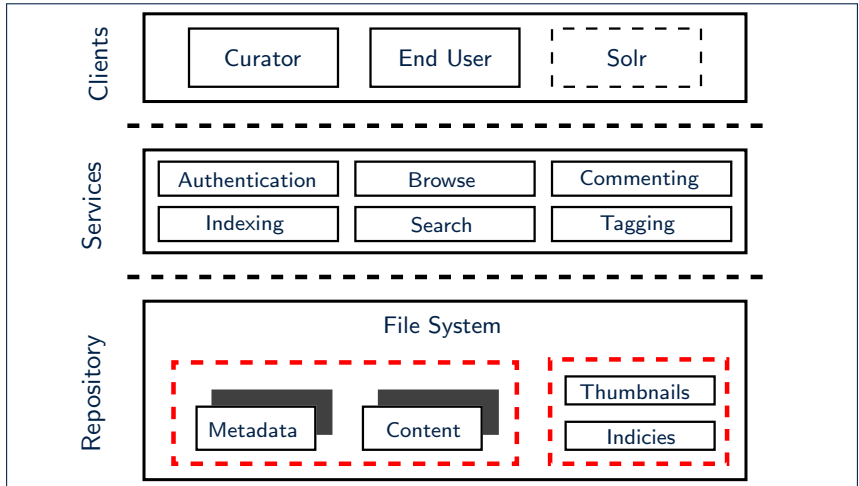 Clients
Curator End User Solr
Services
Authentication Browse Commenting
Indexing Search Tagging
Repository
File System
Metadata Content Thumbnails
Indicies